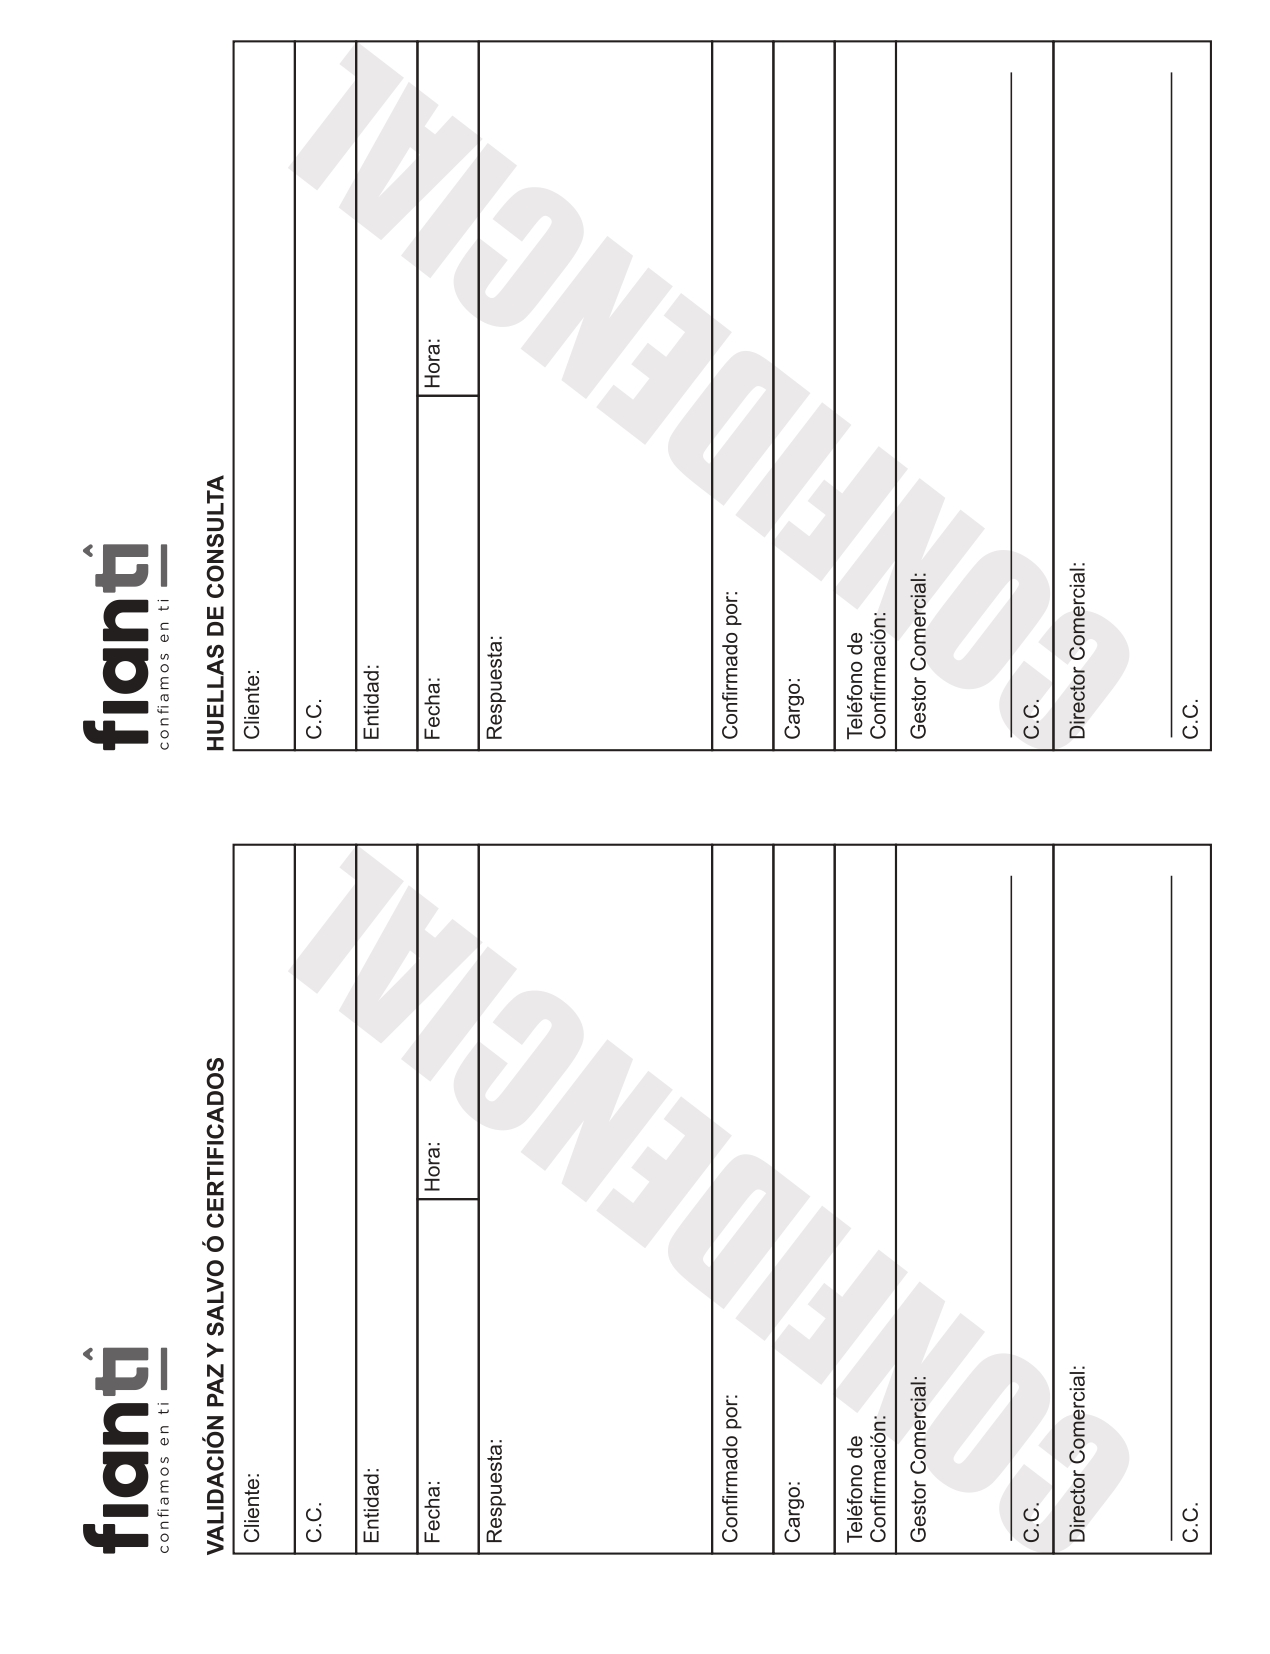 fianti
confiamos en ti
VALIDACIÓN PAZ Y SALVO Ó CERTIFICADOS
Cliente:
C.C.
Entidad:
Fecha:
Hora:
Respuesta:
Confirmado por:
Cargo:
Teléfono de
Confirmación:
Gestor Comercial:
C.C.
Director Comercial:
C.C.
CONFIDENCIAL
fianti
confiamos en ti
HUELLAS DE CONSULTA
Cliente:
C.C.
Entidad:
Fecha:
Hora:
Respuesta:
Confirmado por:
Cargo:
Teléfono de
Confirmación:
Gestor Comercial:
C.C.
Director Comercial:
C.C.
CONFIDENCIAL